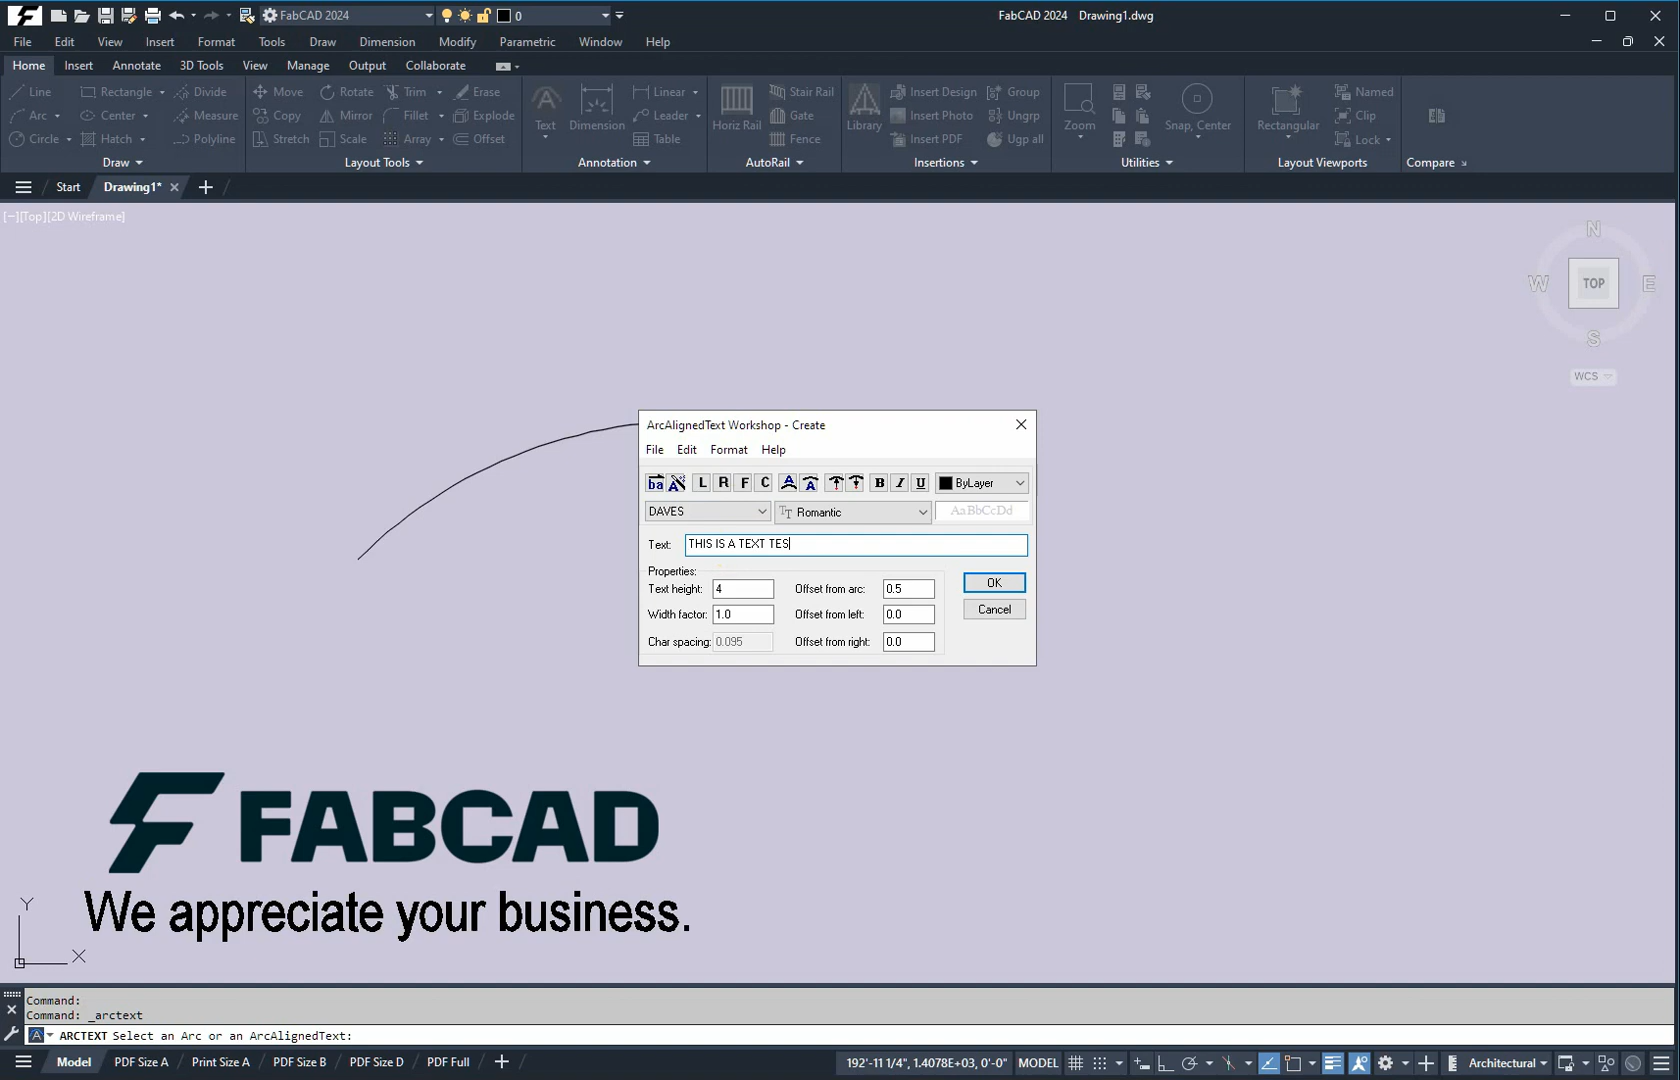 FabCAD 2024 0 FabCAD 2024 Drawing1.dwg
File Edit View Insert Format Tools Draw Dimension Modify Parametric Window Help
Home Insert Annotate 3D Tools View Manage Output Collaborate
Line Rectangle Divide Move Rotate Trim Erase Linear Stair Rail Insert Design Group Named
Arc Center Measure Copy Mirror Fillet Explode Text Dimension Leader Horiz Rail Gate Library Insert Photo Ungrp Zoom Snap, Center Rectangular Clip
Circle Hatch Polyline Stretch Scale Array Offset Table Fence Insert PDF Ugp all Lock
Draw Layout Tools Annotation AutoRail Insertions Utilities Layout Viewports Compare
Start Drawing1*
[−][Top][2D Wireframe]
N
W TOP E
S
WCS
ArcAlignedText Workshop - Create
File Edit Format Help
ba A L R F C A A B I U ByLayer
DAVES Romantic AaBbCcDd
Text: THIS IS A TEXT TES
Properties:
Text height: 4 Offset from arc: 0.5 OK
Width factor: 1.0 Offset from left: 0.0 Cancel
Char spacing: 0.095 Offset from right: 0.0
FABCAD
We appreciate your business.
Y
X
Command:
Command: _arctext
ARCTEXT Select an Arc or an ArcAlignedText:
Model PDF Size A Print Size A PDF Size B PDF Size D PDF Full 192'-11 1/4", 1.4078E+03, 0'-0" MODEL Architectural